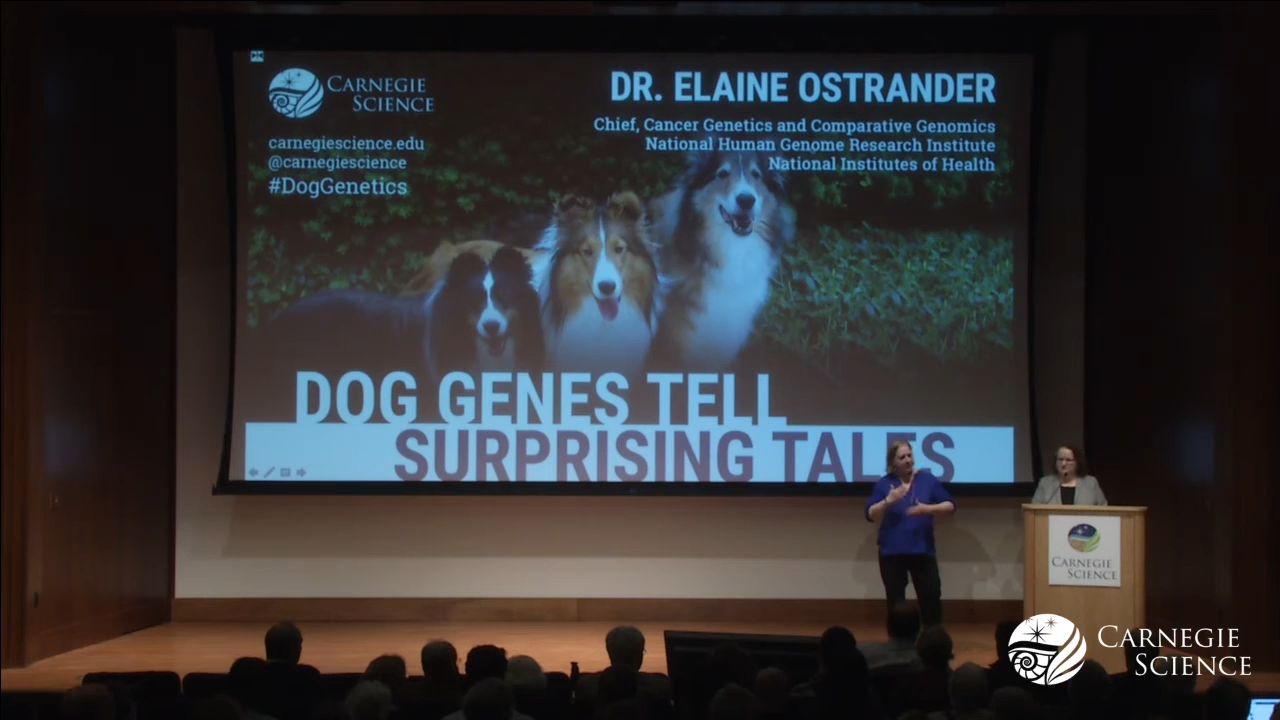 CARNEGIE
SCIENCE
carnegiescience.edu
@carnegiescience
#DogGenetics
DR. ELAINE OSTRANDER
Chief, Cancer Genetics and Comparative Genomics
National Human Genome Research Institute
National Institutes of Health
DOG GENES TELL
SURPRISING TALES
CARNEGIE
SCIENCE
CARNEGIE
SCIENCE